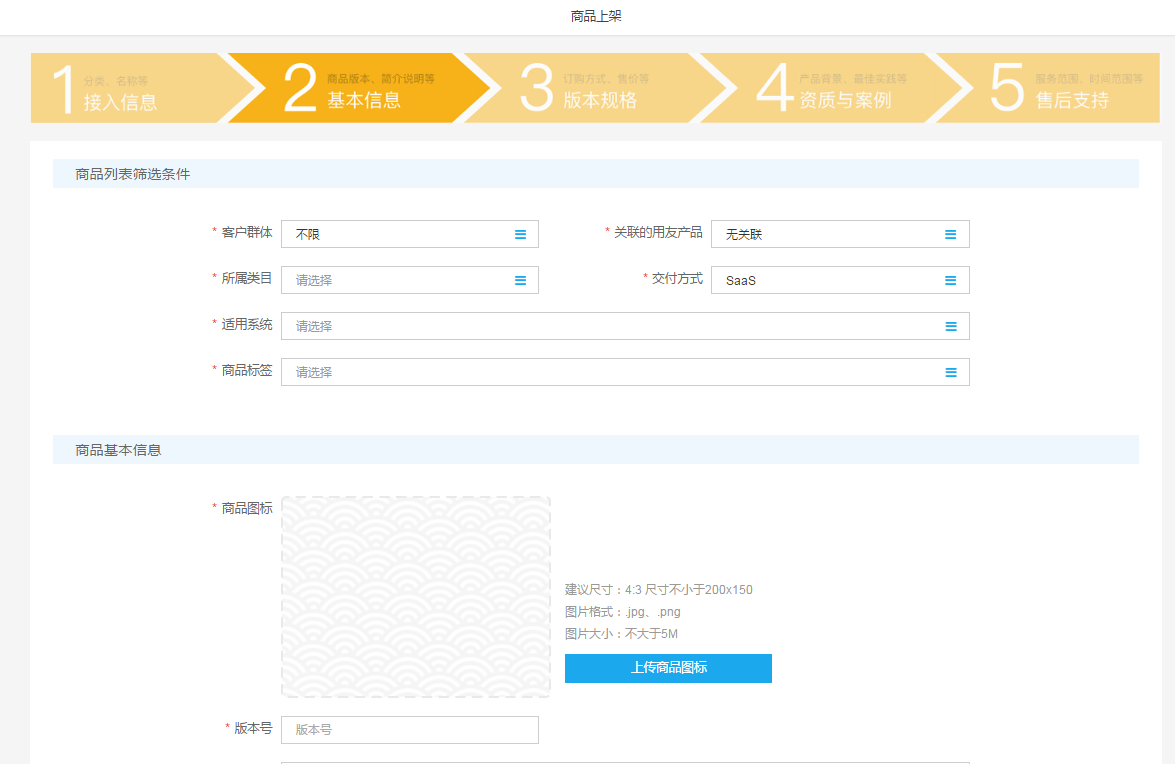 商品上架
1 分类、名称等
接入信息
2 商品版本、简介说明等
基本信息
3 订购方式、售价等
版本规格
4 产品背景、最佳实践等
资质与案例
5 服务范围、时间范围等
售后支持
商品列表筛选条件
* 客户群体 不限 * 关联的用友产品 无关联
* 所属类目 请选择 * 交付方式 SaaS
* 适用系统 请选择
* 商品标签 请选择
商品基本信息
* 商品图标
建议尺寸：4:3 尺寸不小于200x150
图片格式：.jpg、.png
图片大小：不大于5M
上传商品图标
* 版本号 版本号